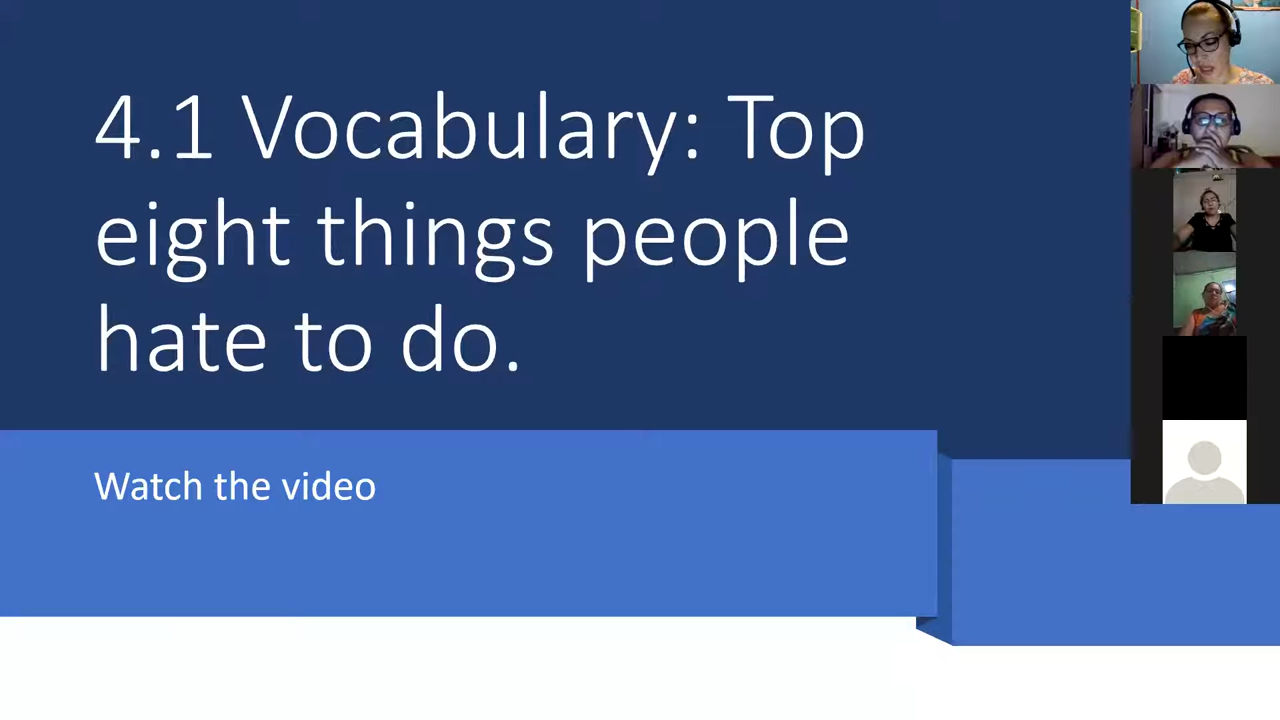 4.1 Vocabulary: Top
eight things people
hate to do.
Watch the video